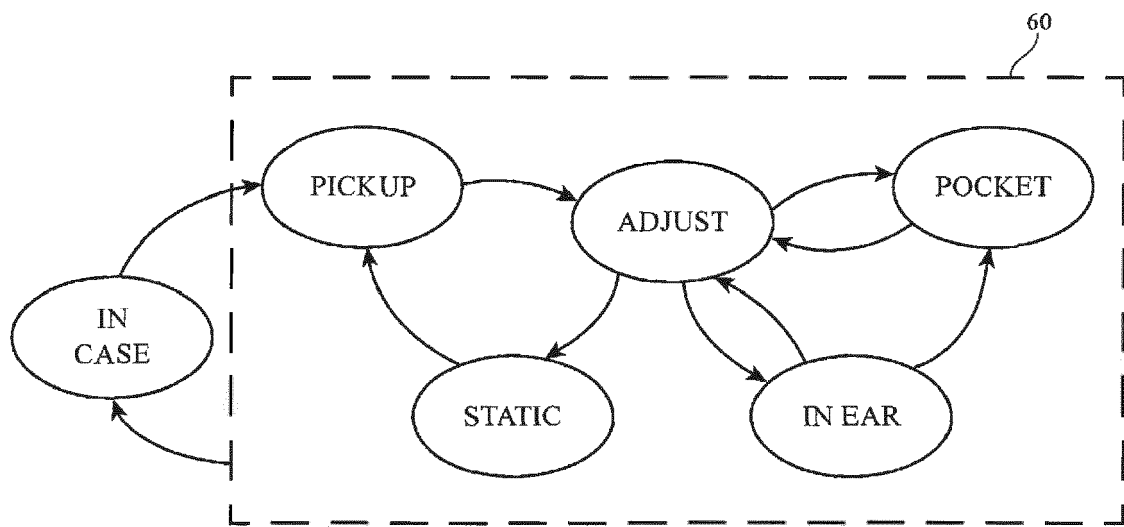 60
PICKUP
ADJUST
POCKET
IN
CASE
STATIC
IN EAR